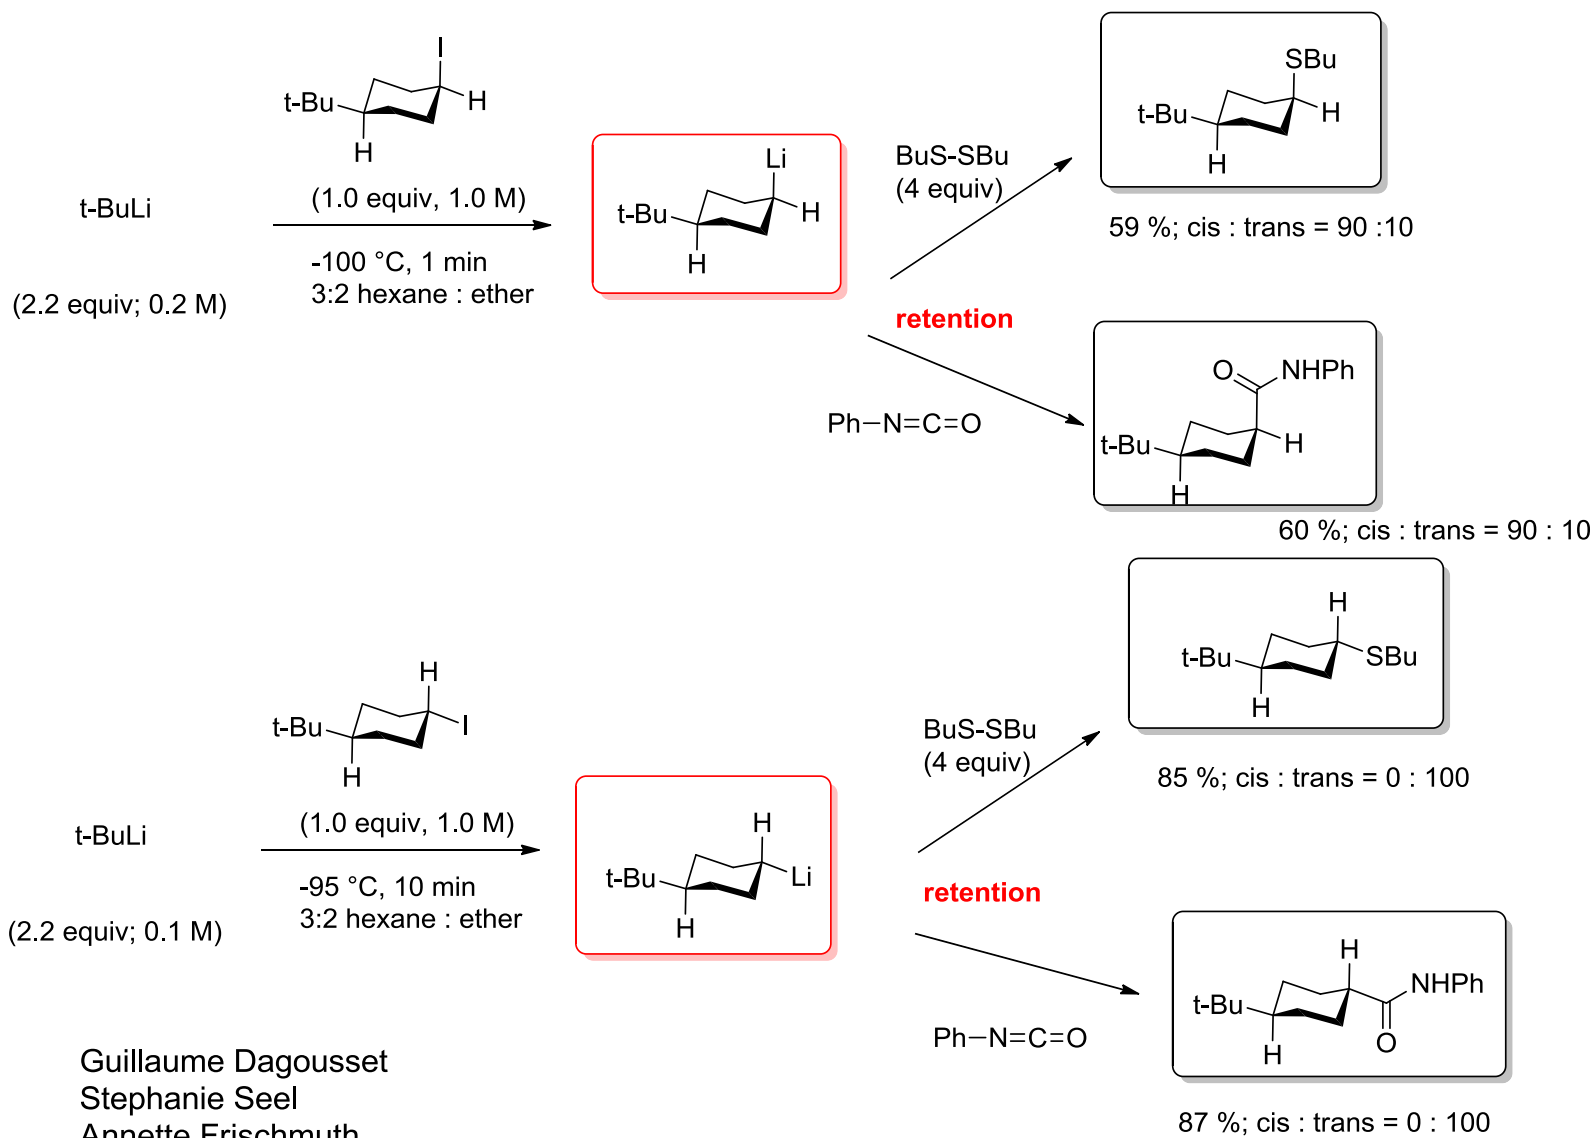 I
t-Bu
H
H
t-BuLi
(1.0 equiv, 1.0 M)
-100 °C, 1 min
3:2 hexane : ether
(2.2 equiv; 0.2 M)
Li
t-Bu
H
H
BuS-SBu
(4 equiv)
retention
Ph-N=C=O
SBu
t-Bu
H
H
59 %; cis : trans = 90 :10
O
NHPh
t-Bu
H
H
60 %; cis : trans = 90 : 10
H
t-Bu
I
H
t-BuLi
(1.0 equiv, 1.0 M)
-95 °C, 10 min
3:2 hexane : ether
(2.2 equiv; 0.1 M)
H
t-Bu
Li
H
BuS-SBu
(4 equiv)
retention
Ph-N=C=O
H
t-Bu
SBu
H
85 %; cis : trans = 0 : 100
H
NHPh
t-Bu
O
H
87 %; cis : trans = 0 : 100
Guillaume Dagousset
Stephanie Seel
Annette Frischmuth